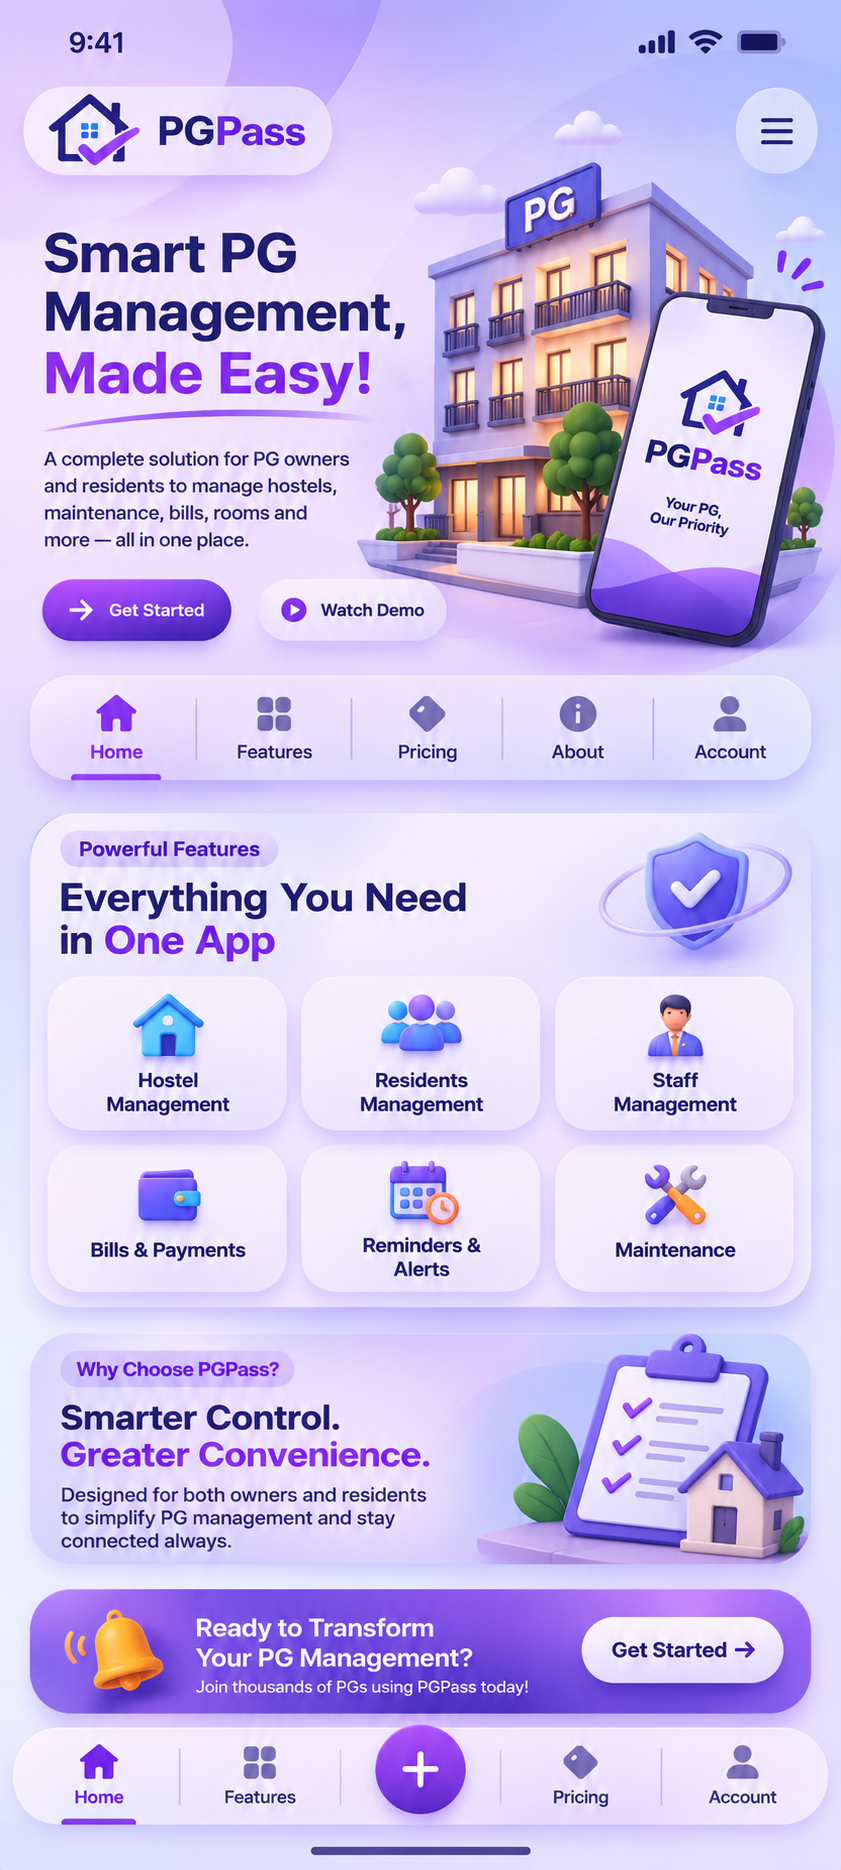 9:41
PGPass
PG
Smart PG
Management,
Made Easy!
A complete solution for PG owners
and residents to manage hostels,
maintenance, bills, rooms and
more — all in one place.
PGPass
Your PG,
Our Priority
Get Started
Watch Demo
Home
Features
Pricing
About
Account
Powerful Features
Everything You Need
in One App
Hostel
Management
Residents
Management
Staff
Management
Bills & Payments
Reminders &
Alerts
Maintenance
Why Choose PGPass?
Smarter Control.
Greater Convenience.
Designed for both owners and residents
to simplify PG management and stay
connected always.
Ready to Transform
Your PG Management?
Join thousands of PGs using PGPass today!
Get Started
Home
Features
Pricing
Account